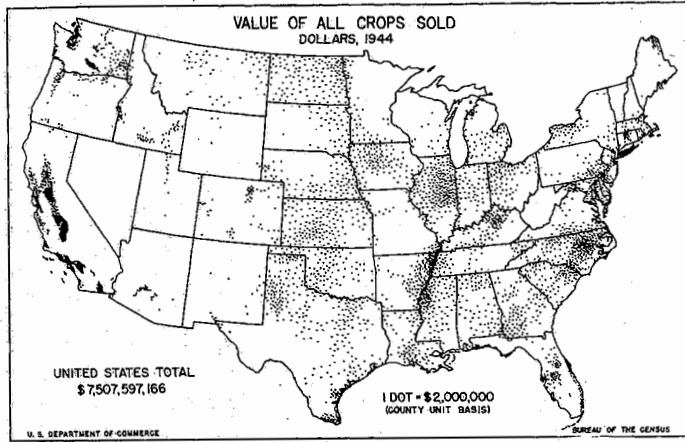 VALUE OF ALL CROPS SOLD
DOLLARS, 1944
UNITED STATES TOTAL
$7,507,597,166
1 DOT = $2,000,000
(COUNTY UNIT BASIS)
U. S. DEPARTMENT OF COMMERCE
BUREAU OF THE CENSUS